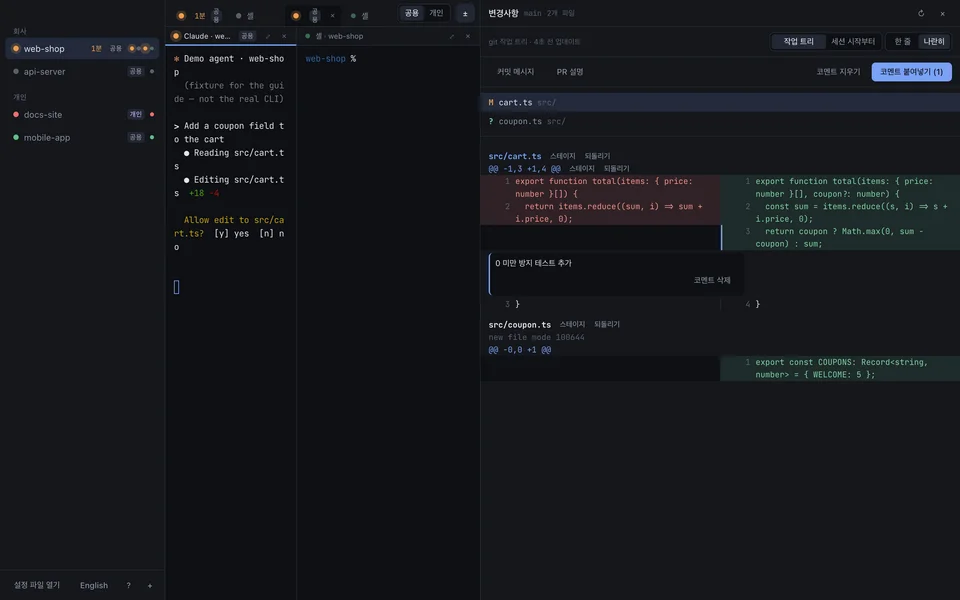 회사
web-shop 1분 공용
api-server 공용
개인
docs-site 개인
mobile-app 공용
설정 파일 열기 English ? +
1분 공용 셸 공용 × 셸 공용 개인 ±
Claude · we... 공용 ⤢ ×
✻ Demo agent · web-sho
p
(fixture for the gui
de — not the real CLI)
> Add a coupon field t
o the cart
● Reading src/cart.t
s
● Editing src/cart.t
s +18 -4
Allow edit to src/ca
rt.ts? [y] yes [n] n
o
셸 · web-shop ⤢ ×
web-shop %
변경사항 main 2개 파일 ↻ ×
git 작업 트리 · 4초 전 업데이트 작업 트리 세션 시작부터 한 줄 나란히
커밋 메시지 PR 설명 코멘트 지우기 코멘트 붙여넣기 (1)
M cart.ts src/
? coupon.ts src/
src/cart.ts 스테이지 되돌리기
@@ -1,3 +1,4 @@ 스테이지 되돌리기
1 export function total(items: { price:
number }[]) {
2 return items.reduce((sum, i) => sum +
i.price, 0);
1 export function total(items: { price:
number }[], coupon?: number) {
2 const sum = items.reduce((s, i) => s +
i.price, 0);
3 return coupon ? Math.max(0, sum -
coupon) : sum;
0 미만 방지 테스트 추가
코멘트 삭제
3 } 4 }
src/coupon.ts 스테이지 되돌리기
new file mode 100644
@@ -0,0 +1 @@
1 export const COUPONS: Record<string,
number> = { WELCOME: 5 };